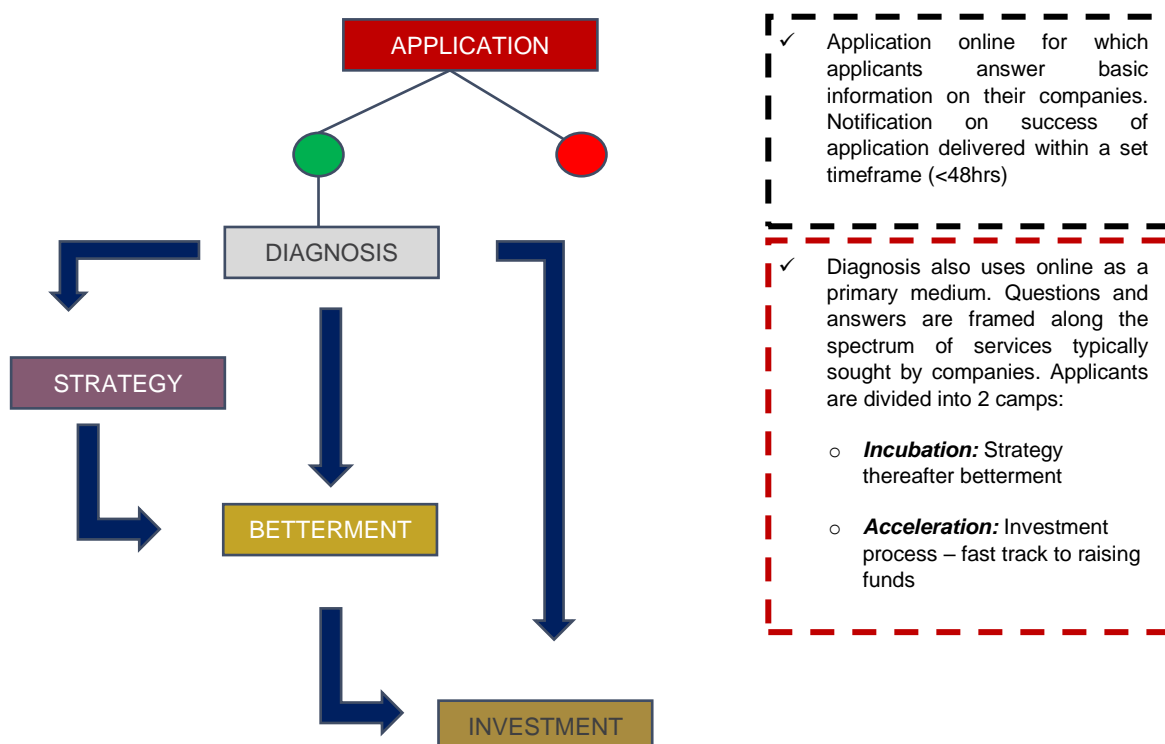 APPLICATION
DIAGNOSIS
STRATEGY
BETTERMENT
INVESTMENT
✓ Application online for which
applicants answer basic
information on their companies.
Notification on success of
application delivered within a set
timeframe (<48hrs)
✓ Diagnosis also uses online as a
primary medium. Questions and
answers are framed along the
spectrum of services typically
sought by companies. Applicants
are divided into 2 camps:
o Incubation: Strategy
thereafter betterment
o Acceleration: Investment
process – fast track to raising
funds